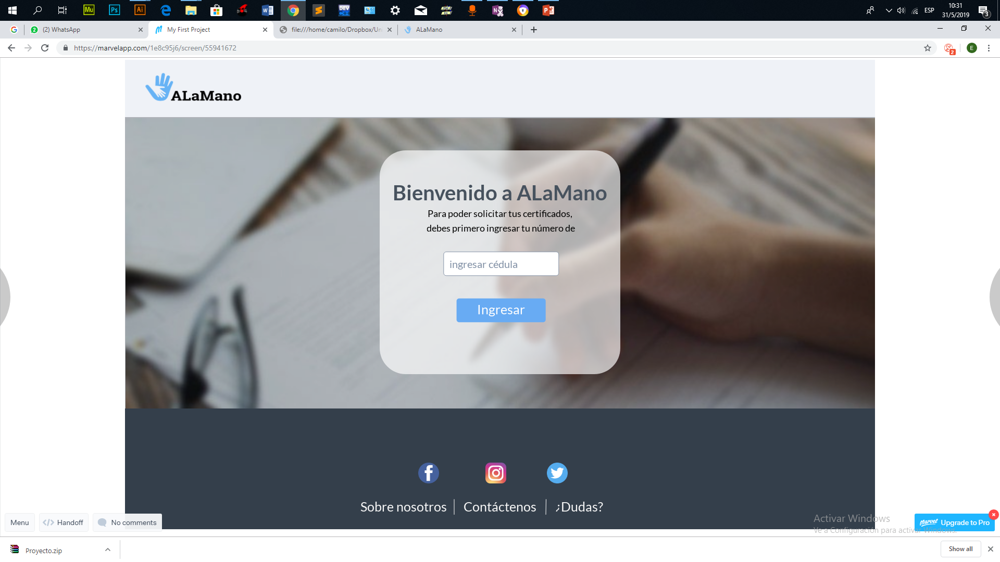 Mu
Ps
Ai
DEV
ESP
10:31
31/5/2019
3
(2) WhatsApp
My First Project
file:///home/camilo/Dropbox/Un
ALaMano
https://marvelapp.com/1e8c95j6/screen/55941672
2
E
ALaMano
Bienvenido a ALaMano
Para poder solicitar tus certificados,
debes primero ingresar tu número de
ingresar cédula
Ingresar
Sobre nosotros
Contáctenos
¿Dudas?
Menu
Handoff
No comments
Activar Windows
Ve a Configuración para activar Windows.
Marvel Upgrade to Pro
Proyecto.zip
Show all